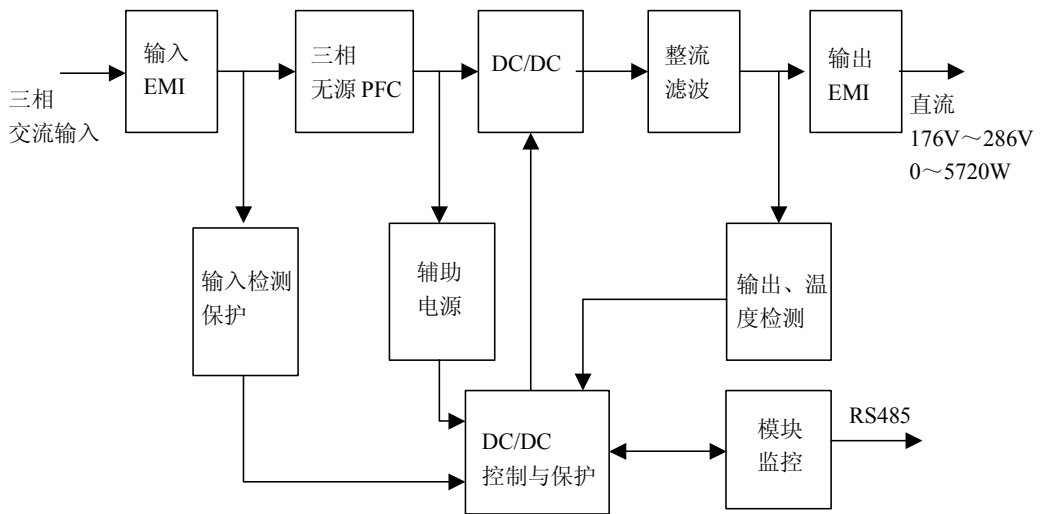 三相
交流输入
输入
EMI
三相
无源 PFC
DC/DC
整流
滤波
输出
EMI
直流
176V～286V
0～5720W
输入检测
保护
辅助
电源
输出、温
度检测
DC/DC
控制与保护
模块
监控
RS485